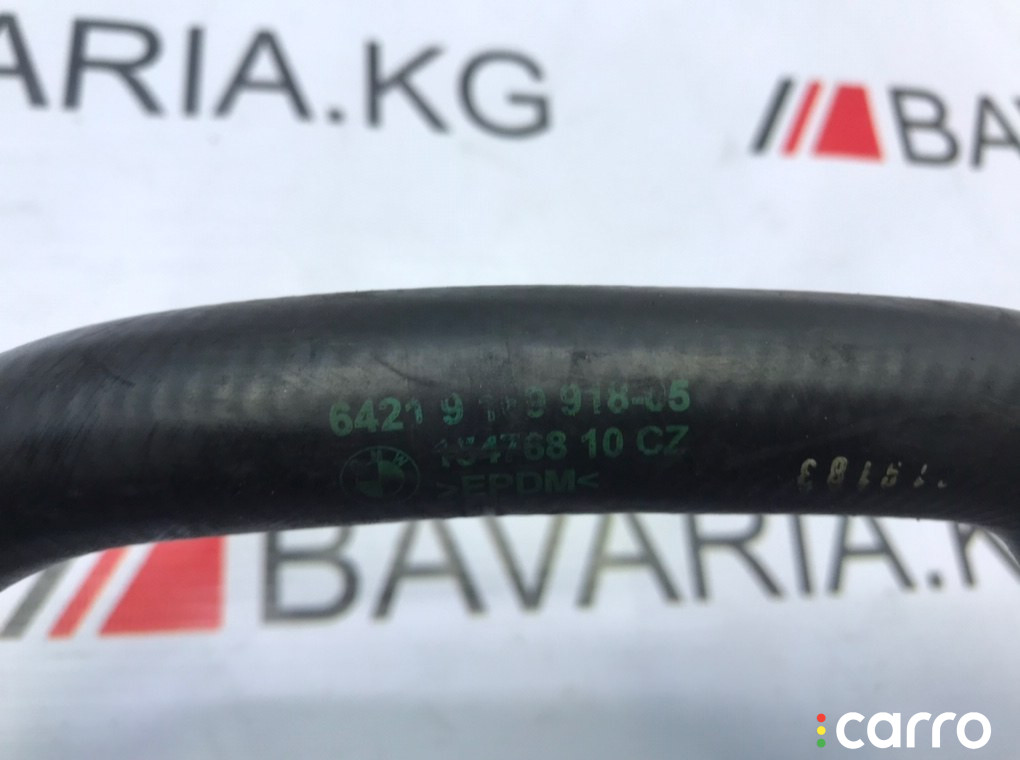 ARIA.KG
BA
6421 9 918-05
10 CZ
>EPDM<
BAVARIA.K
carro